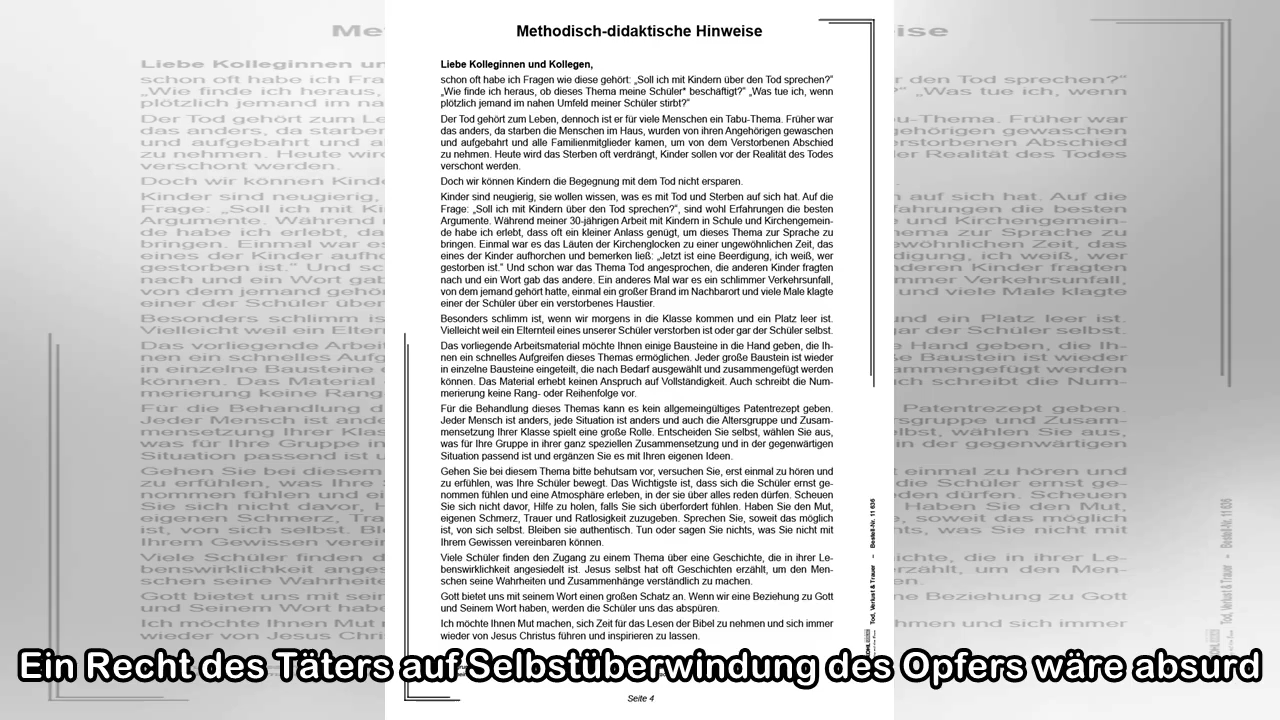 Methodisch-didaktische Hinweise
Liebe Kolleginnen und Kollegen,
schon oft habe ich Fragen wie diese gehört: „Soll ich mit Kindern über den Tod sprechen?“
„Wie finde ich heraus, ob dieses Thema meine Schüler* beschäftigt?“ „Was tue ich, wenn
plötzlich jemand im nahen Umfeld meiner Schüler stirbt?“
Der Tod gehört zum Leben, dennoch ist er für viele Menschen ein Tabu-Thema. Früher war
das anders, da starben die Menschen im Haus, wurden von ihren Angehörigen gewaschen
und aufgebahrt und alle Familienmitglieder kamen, um von dem Verstorbenen Abschied
zu nehmen. Heute wird das Sterben oft verdrängt, Kinder sollen vor der Realität des Todes
verschont werden.
Doch wir können Kindern die Begegnung mit dem Tod nicht ersparen.
Kinder sind neugierig, sie wollen wissen, was es mit Tod und Sterben auf sich hat. Auf die
Frage: „Soll ich mit Kindern über den Tod sprechen?“, sind wohl Erfahrungen die besten
Argumente. Während meiner 30-jährigen Arbeit mit Kindern in Schule und Kirchengemein-
de habe ich erlebt, dass oft ein kleiner Anlass genügt, um dieses Thema zur Sprache zu
bringen. Einmal war es das Läuten der Kirchenglocken zu einer ungewöhnlichen Zeit, das
eines der Kinder aufhorchen und bemerken ließ: „Jetzt ist eine Beerdigung, ich weiß, wer
gestorben ist.“ Und schon war das Thema Tod angesprochen, die anderen Kinder fragten
nach und ein Wort gab das andere. Ein anderes Mal war es ein schlimmer Verkehrsunfall,
von dem jemand gehört hatte, einmal ein großer Brand im Nachbarort und viele Male klagte
einer der Schüler über ein verstorbenes Haustier.
Besonders schlimm ist, wenn wir morgens in die Klasse kommen und ein Platz leer ist.
Vielleicht weil ein Elternteil eines unserer Schüler verstorben ist oder gar der Schüler selbst.
Das vorliegende Arbeitsmaterial möchte Ihnen einige Bausteine in die Hand geben, die Ih-
nen ein schnelles Aufgreifen dieses Themas ermöglichen. Jeder große Baustein ist wieder
in einzelne Bausteine eingeteilt, die nach Bedarf ausgewählt und zusammengefügt werden
können. Das Material erhebt keinen Anspruch auf Vollständigkeit. Auch schreibt die Num-
merierung keine Rang- oder Reihenfolge vor.
Für die Behandlung dieses Themas kann es kein allgemeingültiges Patentrezept geben.
Jeder Mensch ist anders, jede Situation ist anders und auch die Altersgruppe und Zusam-
mensetzung Ihrer Klasse spielt eine große Rolle. Entscheiden Sie selbst, wählen Sie aus,
was für Ihre Gruppe in ihrer ganz speziellen Zusammensetzung und in der gegenwärtigen
Situation passend ist und ergänzen Sie es mit Ihren eigenen Ideen.
Gehen Sie bei diesem Thema bitte behutsam vor, versuchen Sie, erst einmal zu hören und
zu erfühlen, was Ihre Schüler bewegt. Das Wichtigste ist, dass sich die Schüler ernst ge-
nommen fühlen und eine Atmosphäre erleben, in der sie über alles reden dürfen. Scheuen
Sie sich nicht davor, Hilfe zu holen, falls Sie sich überfordert fühlen. Haben Sie den Mut,
eigenen Schmerz, Trauer und Ratlosigkeit zuzugeben. Sprechen Sie, soweit das möglich
ist, von sich selbst. Bleiben sie authentisch. Tun oder sagen Sie nichts, was Sie nicht mit
Ihrem Gewissen vereinbaren können.
Viele Schüler finden den Zugang zu einem Thema über eine Geschichte, die in ihrer Le-
benswirklichkeit angesiedelt ist. Jesus selbst hat oft Geschichten erzählt, um den Men-
schen seine Wahrheiten und Zusammenhänge verständlich zu machen.
Gott bietet uns mit seinem Wort einen großen Schatz an. Wenn wir eine Beziehung zu Gott
und Seinem Wort haben, werden die Schüler uns das abspüren.
Ich möchte Ihnen Mut machen, sich Zeit für das Lesen der Bibel zu nehmen und sich immer
wieder von Jesus Christus führen und inspirieren zu lassen.
Tod, Verlust & Trauer – Bestell-Nr. 11 636
Ein Recht des Täters auf Selbstüberwindung des Opfers wäre absurd
Seite 4